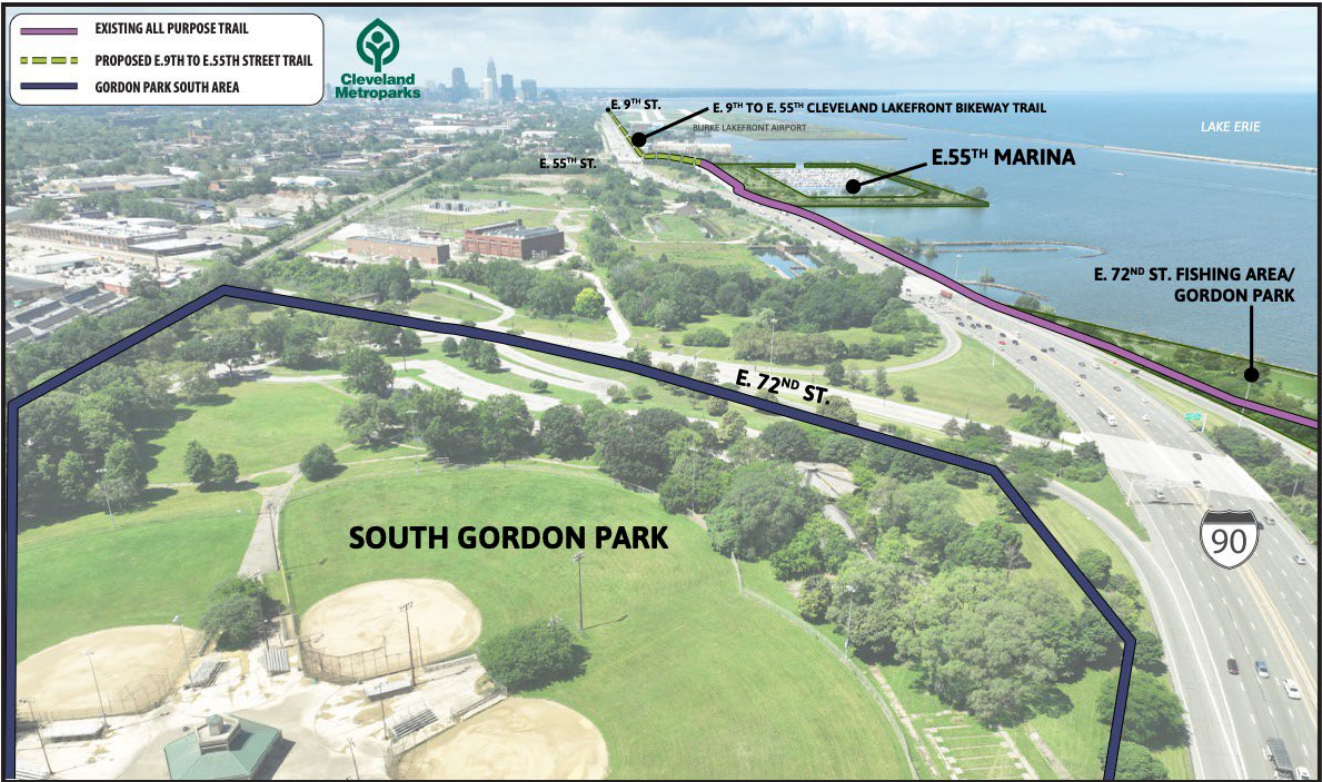 EXISTING ALL PURPOSE TRAIL
PROPOSED E.9TH TO E.55TH STREET TRAIL
GORDON PARK SOUTH AREA
Cleveland
Metroparks
E. 9TH ST.
E. 9TH TO E. 55TH CLEVELAND LAKEFRONT BIKEWAY TRAIL
BURKE LAKEFRONT AIRPORT
LAKE ERIE
E. 55TH ST.
E.55TH MARINA
E. 72ND ST. FISHING AREA/
GORDON PARK
E. 72ND ST.
SOUTH GORDON PARK
90